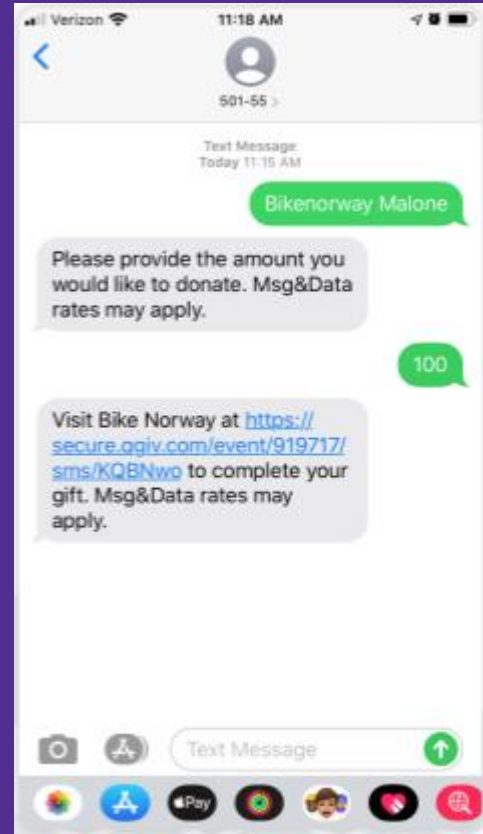 Verizon
11:18 AM
501-55
Text Message
Today 11:15 AM
Bikenorway Malone
Please provide the amount you
would like to donate. Msg&Data
rates may apply.
100
Visit Bike Norway at https://
secure.qgiv.com/event/919717/
sms/KQBNwo to complete your
gift. Msg&Data rates may
apply.
Text Message
Pay